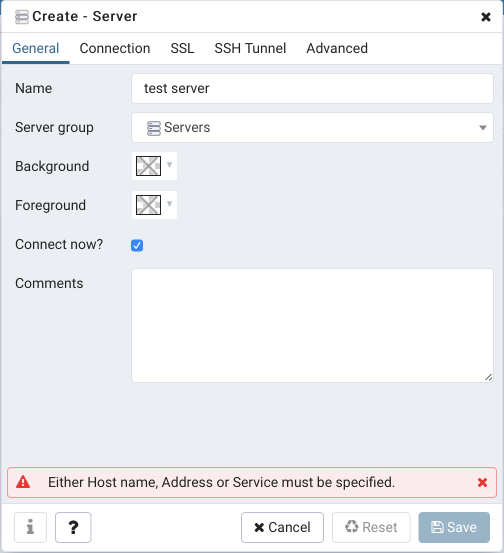 Create - Server
General Connection SSL SSH Tunnel Advanced
Name test server
Server group Servers
Background
Foreground
Connect now?
Comments
Either Host name, Address or Service must be specified.
i ? Cancel Reset Save